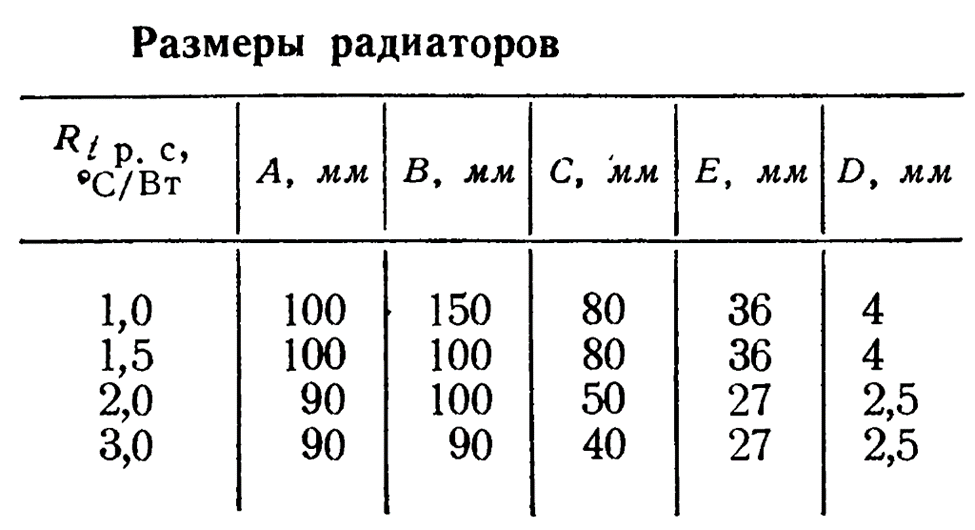 Размеры радиаторов
R t р. с, °С/Вт A, мм B, мм C, мм E, мм D, мм
1,0 100 150 80 36 4
1,5 100 100 80 36 4
2,0 90 100 50 27 2,5
3,0 90 90 40 27 2,5